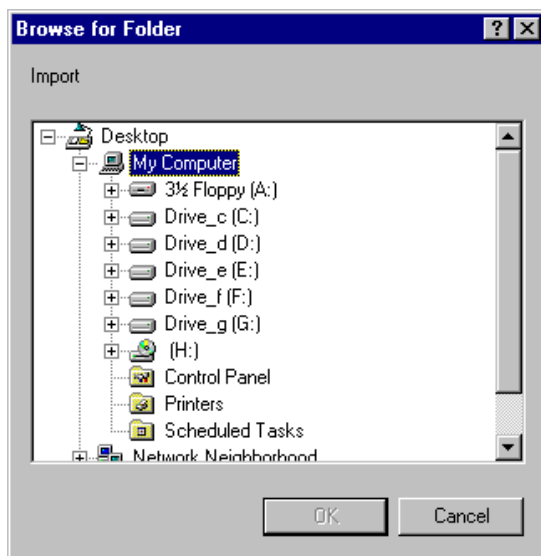 Browse for Folder
Import
Desktop
My Computer
3½ Floppy (A:)
Drive_c (C:)
Drive_d (D:)
Drive_e (E:)
Drive_f (F:)
Drive_g (G:)
(H:)
Control Panel
Printers
Scheduled Tasks
Network Neighborhood
OK
Cancel